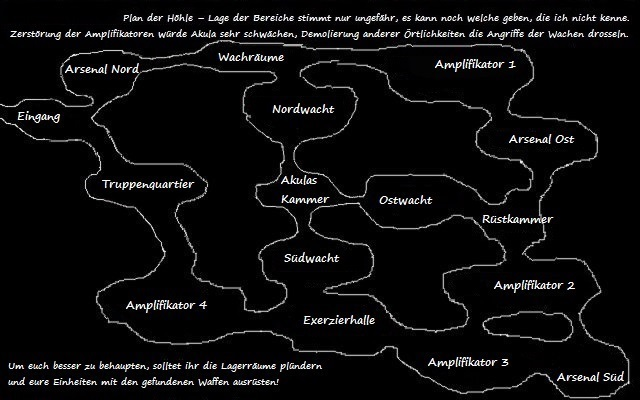 Plan der Höhle – Lage der Bereiche stimmt nur ungefähr, es kann noch welche geben, die ich nicht kenne.
Zerstörung der Amplifikatoren würde Akula sehr schwächen, Demolierung anderer Örtlichkeiten die Angriffe der Wachen drosseln.
Wachräume
Arsenal Nord
Amplifikator 1
Nordwacht
Eingang
Arsenal Ost
Akulas
Kammer
Truppenquartier
Ostwacht
Rüstkammer
Südwacht
Amplifikator 2
Amplifikator 4
Exerzierhalle
Amplifikator 3
Arsenal Süd
Um euch besser zu behaupten, solltet ihr die Lagerräume plündern
und eure Einheiten mit den gefundenen Waffen ausrüsten!